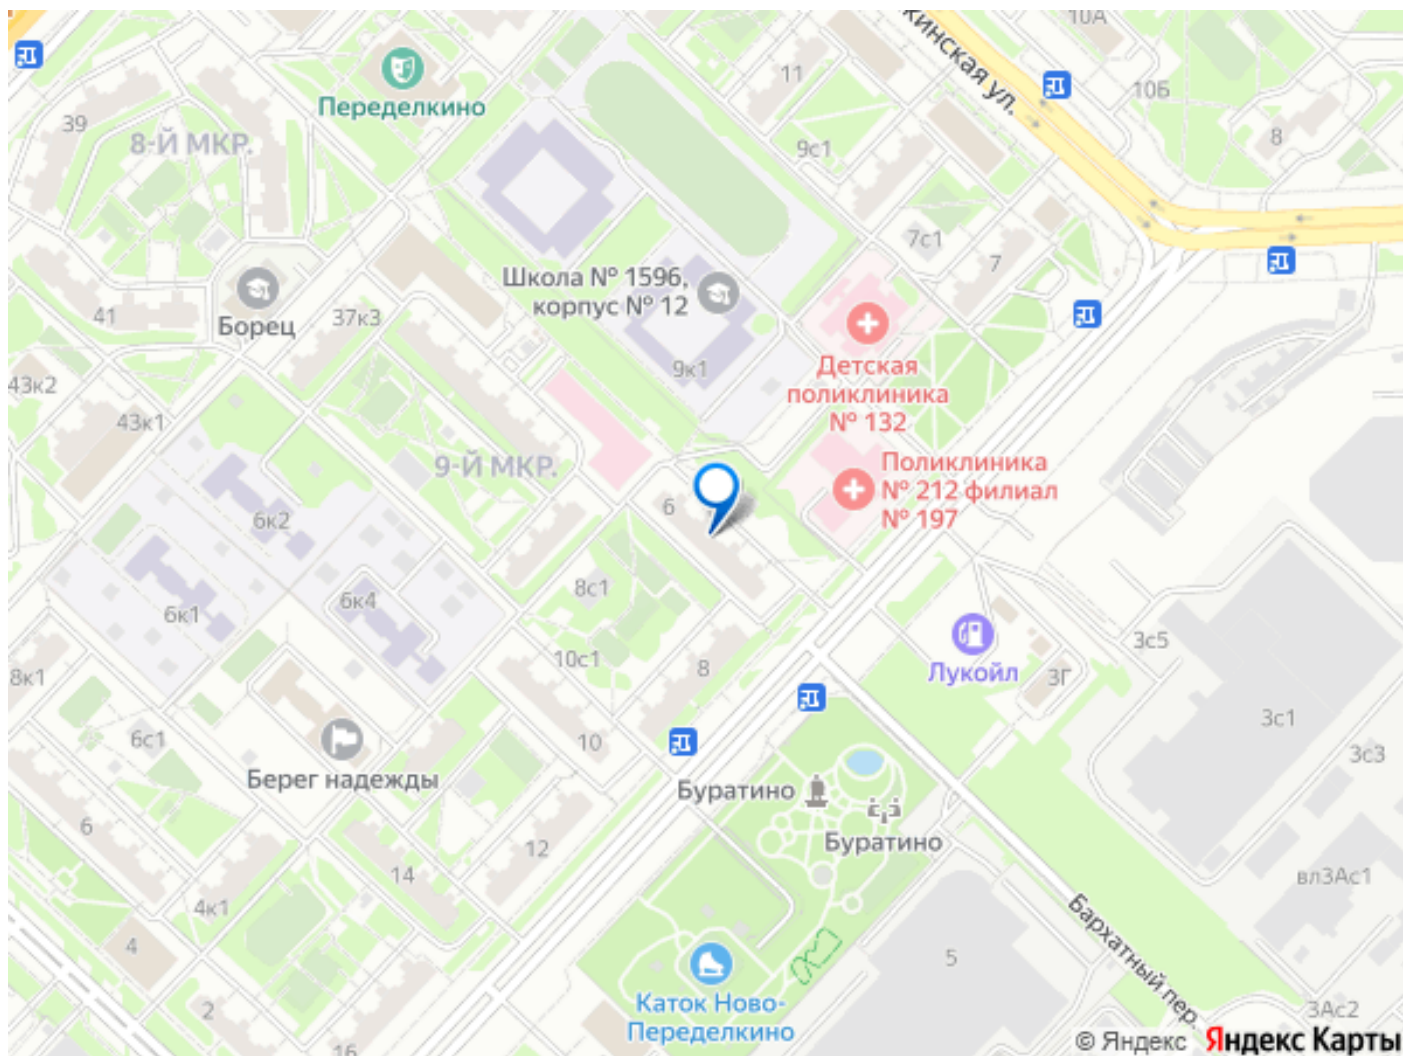 10А
кинская ул.
11
10Б
Переделкино
39
8-Й МКР.
9с1
8
7с1
7
Школа № 1596,
корпус № 12
41
Борец
37к3
9к1
Детская
поликлиника
№ 132
43к2
43к1
9-Й МКР.
Поликлиника
№ 212 филиал
№ 197
6
6к2
8с1
6к4
6к1
3с5
10с1
8
Лукойл
3Г
8к1
3с1
6с1
10
3с3
Берег надежды
Буратино
6
Буратино
12
14
вл3Ас1
4к1
Бархатный пер.
4
5
Каток Ново-
Переделкино
2
3Ас2
16
© Яндекс Яндекс Карты